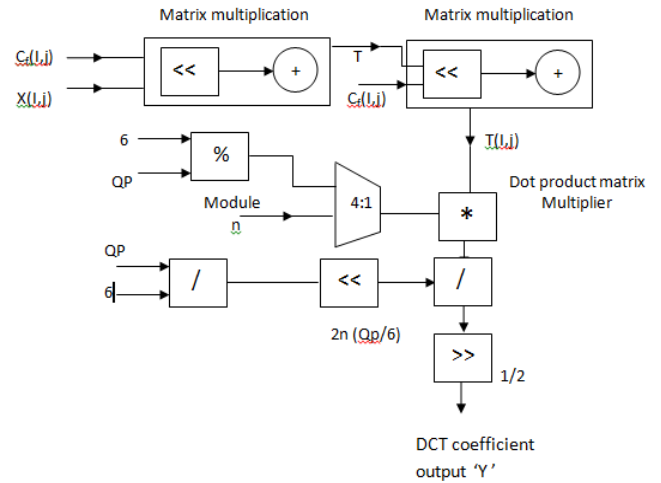 Matrix multiplication
Matrix multiplication
Cf(I,j)
X(I,j)
<<
+
T
Cf(I,j)
<<
+
T(I,j)
6
QP
%
Module
n
4:1
*
Dot product matrix
Multiplier
QP
6
/
<<
/
2n (Qp/6)
>>
1/2
DCT coefficient
output ‘Y’